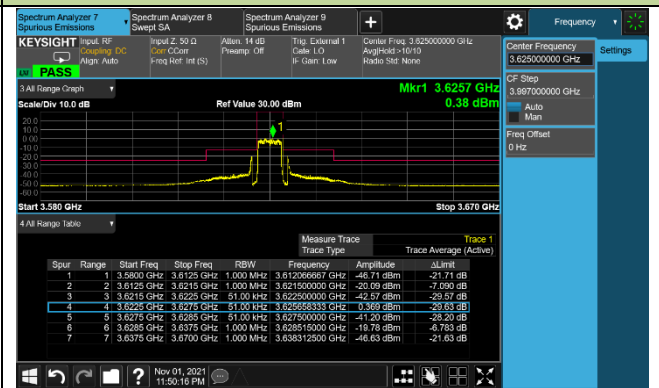 Spectrum Analyzer 7
Spurious Emissions
Spectrum Analyzer 8
Swept SA
Spectrum Analyzer 9
Spurious Emissions
Frequency
KEYSIGHT
Input: RF
Coupling: DC
Align: Auto
Input Z: 50 Ω
Corr CCorr
Freq Ref: Int (S)
Atten: 14 dB
Preamp: Off
Trig: External 1
Gate: LO
IF Gain: Low
Center Freq: 3.625000000 GHz
Avg|Hold:>10/10
Radio Std: None
PASS
3 All Range Graph
Scale/Div 10.0 dB
Ref Value 30.00 dBm
Mkr1 3.6257 GHz
0.38 dBm
20.0
10.0
0.00
-10.0
-20.0
-30.0
-40.0
-50.0
-60.0
1
Start 3.580 GHz
Stop 3.670 GHz
4 All Range Table
Measure Trace Trace 1
Trace Type Trace Average (Active)
Spur Range Start Freq Stop Freq RBW Frequency Amplitude ΔLimit
1 1 3.5800 GHz 3.6125 GHz 1.000 MHz 3.612066667 GHz -46.71 dBm -21.71 dB
2 2 3.6125 GHz 3.6215 GHz 1.000 MHz 3.621500000 GHz -20.09 dBm -7.090 dB
3 3 3.6215 GHz 3.6225 GHz 51.00 kHz 3.622500000 GHz -42.57 dBm -29.57 dB
4 4 3.6225 GHz 3.6275 GHz 51.00 kHz 3.625658333 GHz 0.369 dBm -29.63 dB
5 5 3.6275 GHz 3.6285 GHz 51.00 kHz 3.627500000 GHz -41.20 dBm -28.20 dB
6 6 3.6285 GHz 3.6375 GHz 1.000 MHz 3.628515000 GHz -19.78 dBm -6.783 dB
7 7 3.6375 GHz 3.6700 GHz 1.000 MHz 3.638312500 GHz -46.63 dBm -21.63 dB
Center Frequency
3.625000000 GHz
Settings
CF Step
3.997000000 GHz
Auto
Man
Freq Offset
0 Hz
Nov 01, 2021
11:50:16 PM